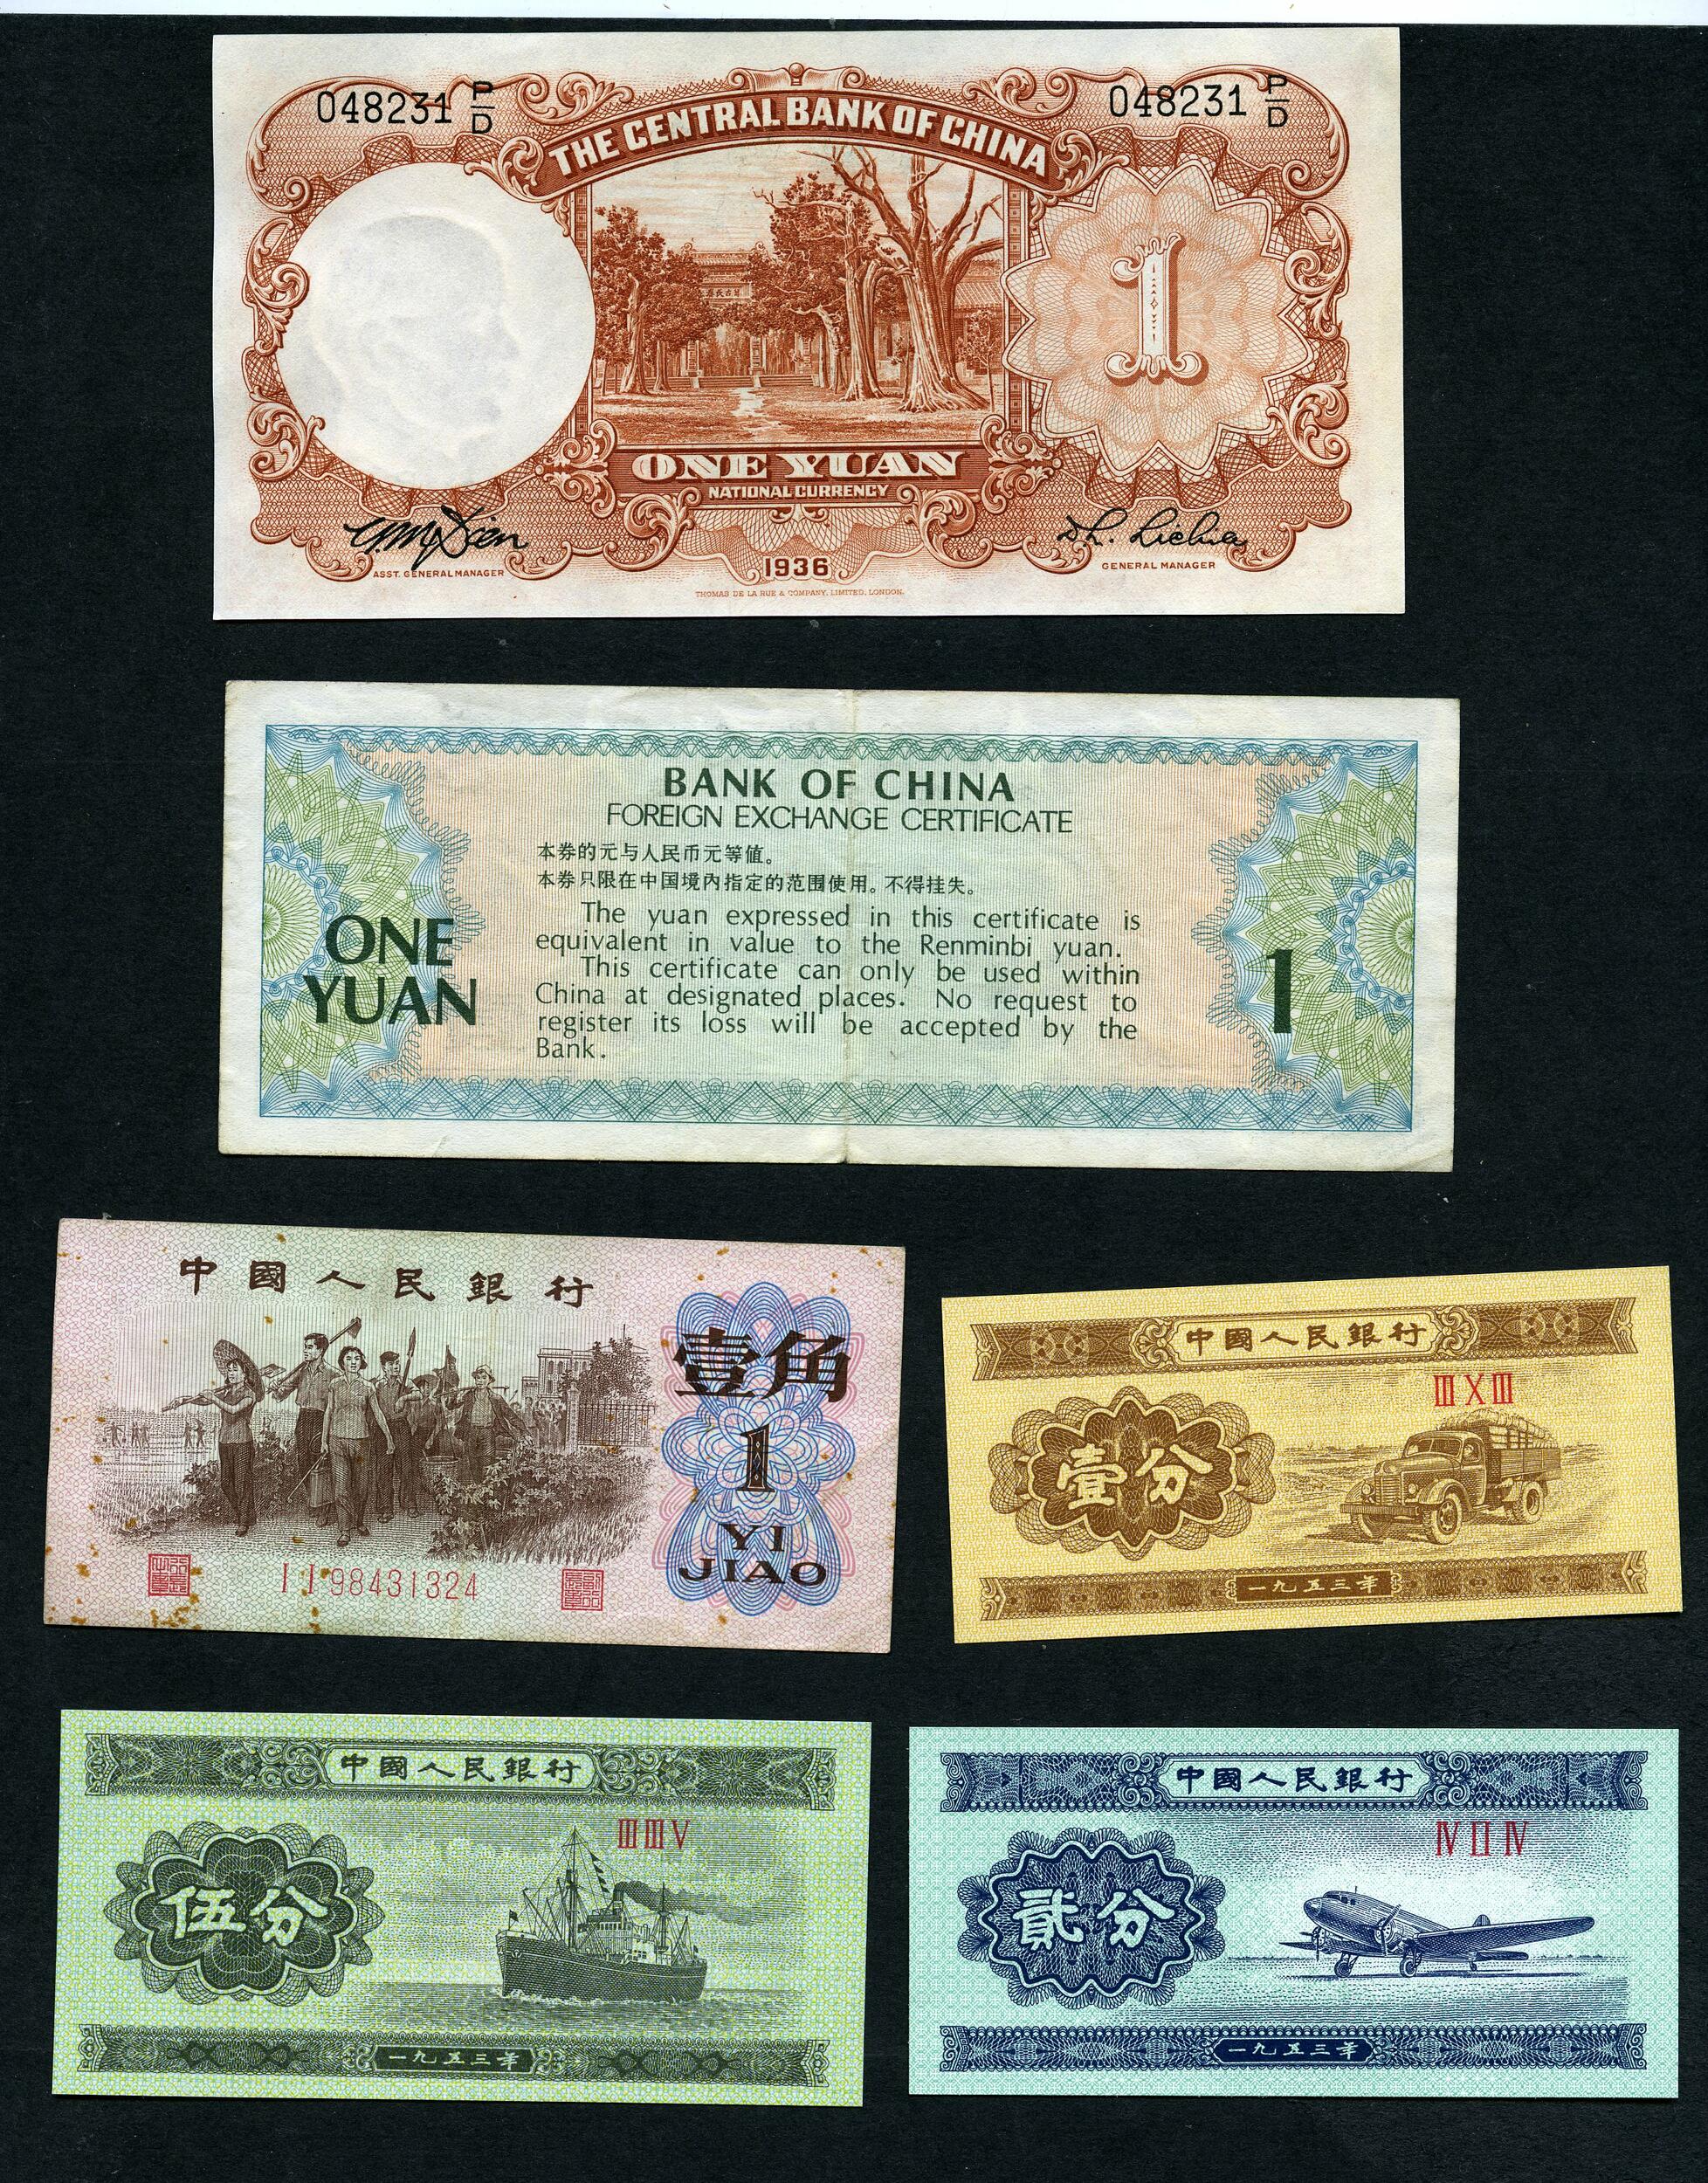 048231 P/D
048231 P/D
THE CENTRAL BANK OF CHINA
1
ONE YUAN
NATIONAL CURRENCY
ASST. GENERAL MANAGER
1936
GENERAL MANAGER
THOMAS DE LA RUE & COMPANY, LIMITED, LONDON.
BANK OF CHINA
FOREIGN EXCHANGE CERTIFICATE
本券的元与人民币元等值。
本券只限在中国境内指定的范围使用。不得挂失。
The yuan expressed in this certificate is
equivalent in value to the Renminbi yuan.
This certificate can only be used within
China at designated places. No request to
register its loss will be accepted by the
Bank.
ONE
YUAN
1
中國人民銀行
壹角
1
YI
JIAO
I I 98431324
中國人民銀行
III X III
壹分
一九五三年
中國人民銀行
III III V
伍分
一九五三年
中國人民銀行
IV II IV
貳分
一九五三年